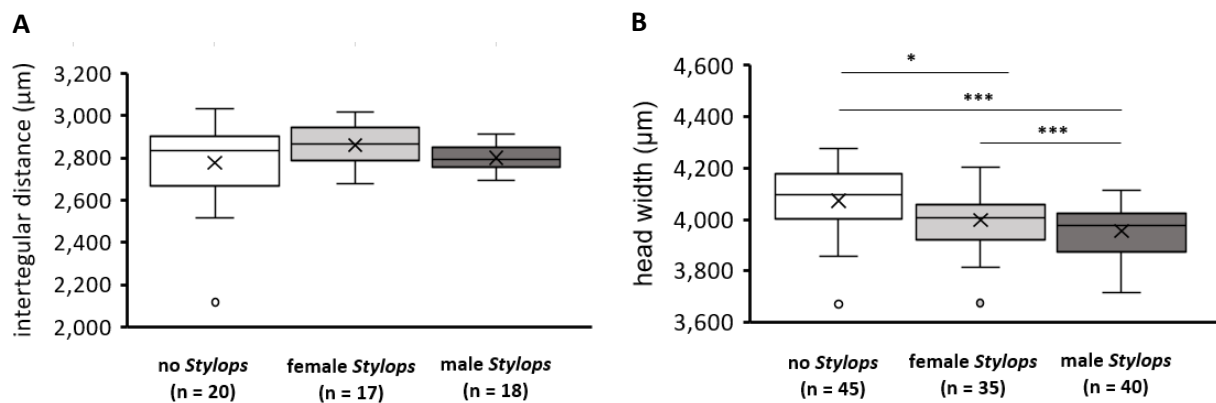 A
intertegular distance (µm)
3,200
3,000
2,800
2,600
2,400
2,200
2,000
no Stylops
(n = 20)
female Stylops
(n = 17)
male Stylops
(n = 18)
B
head width (µm)
4,600
4,400
4,200
4,000
3,800
3,600
*
***
***
no Stylops
(n = 45)
female Stylops
(n = 35)
male Stylops
(n = 40)